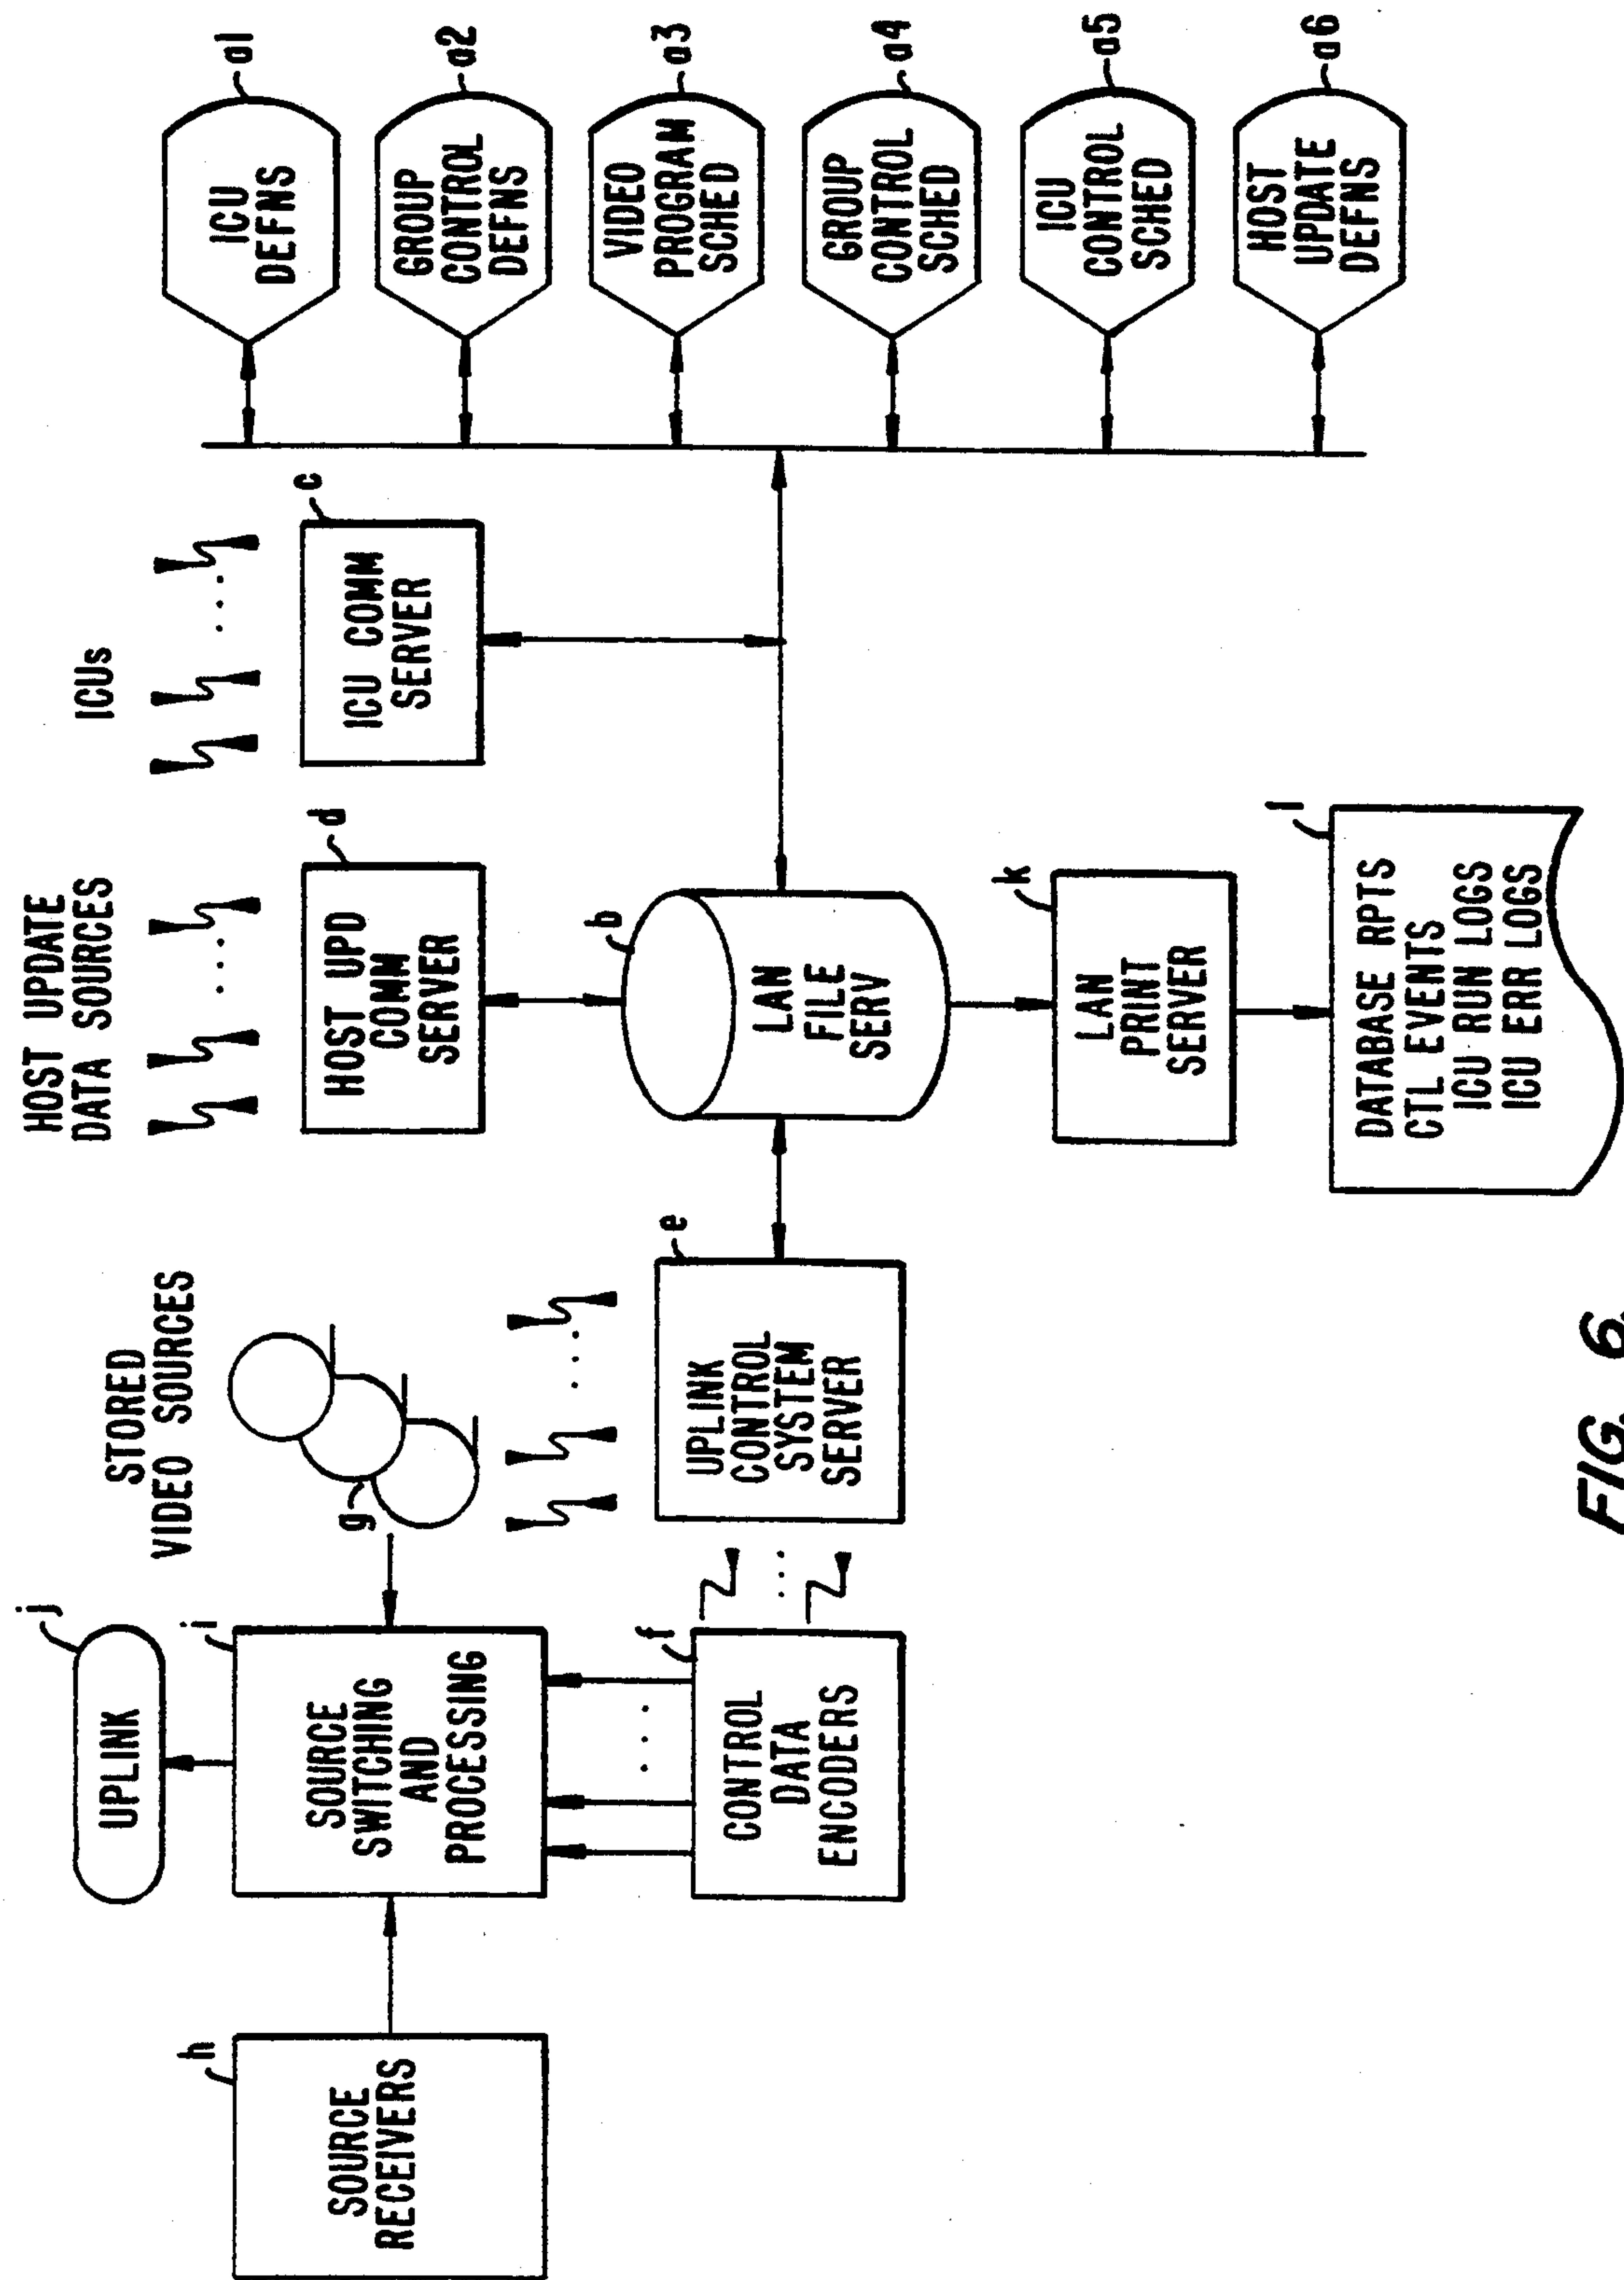 HOST UPDATE
DATA SOURCES
ICUs
STORED
VIDEO SOURCES
j
UPLINK
h
SOURCE
RECEIVERS
i
SOURCE
SWITCHING
AND
PROCESSING
g
f
CONTROL
DATA
ENCODERS
e
UPLINK
CONTROL
SYSTEM
SERVER
d
HOST UPD
COMM
SERVER
b
LAN
FILE
SERV
c
ICU COMM
SERVER
k
LAN
PRINT
SERVER
l
DATABASE RPTS
CTL EVENTS
ICU RUN LOGS
ICU ERR LOGS
a1
ICU
DEFNS
a2
GROUP
CONTROL
DEFNS
a3
VIDEO
PROGRAM
SCHED
a4
GROUP
CONTROL
SCHED
a5
ICU
CONTROL
SCHED
a6
HOST
UPDATE
DEFNS
FIG. 6.